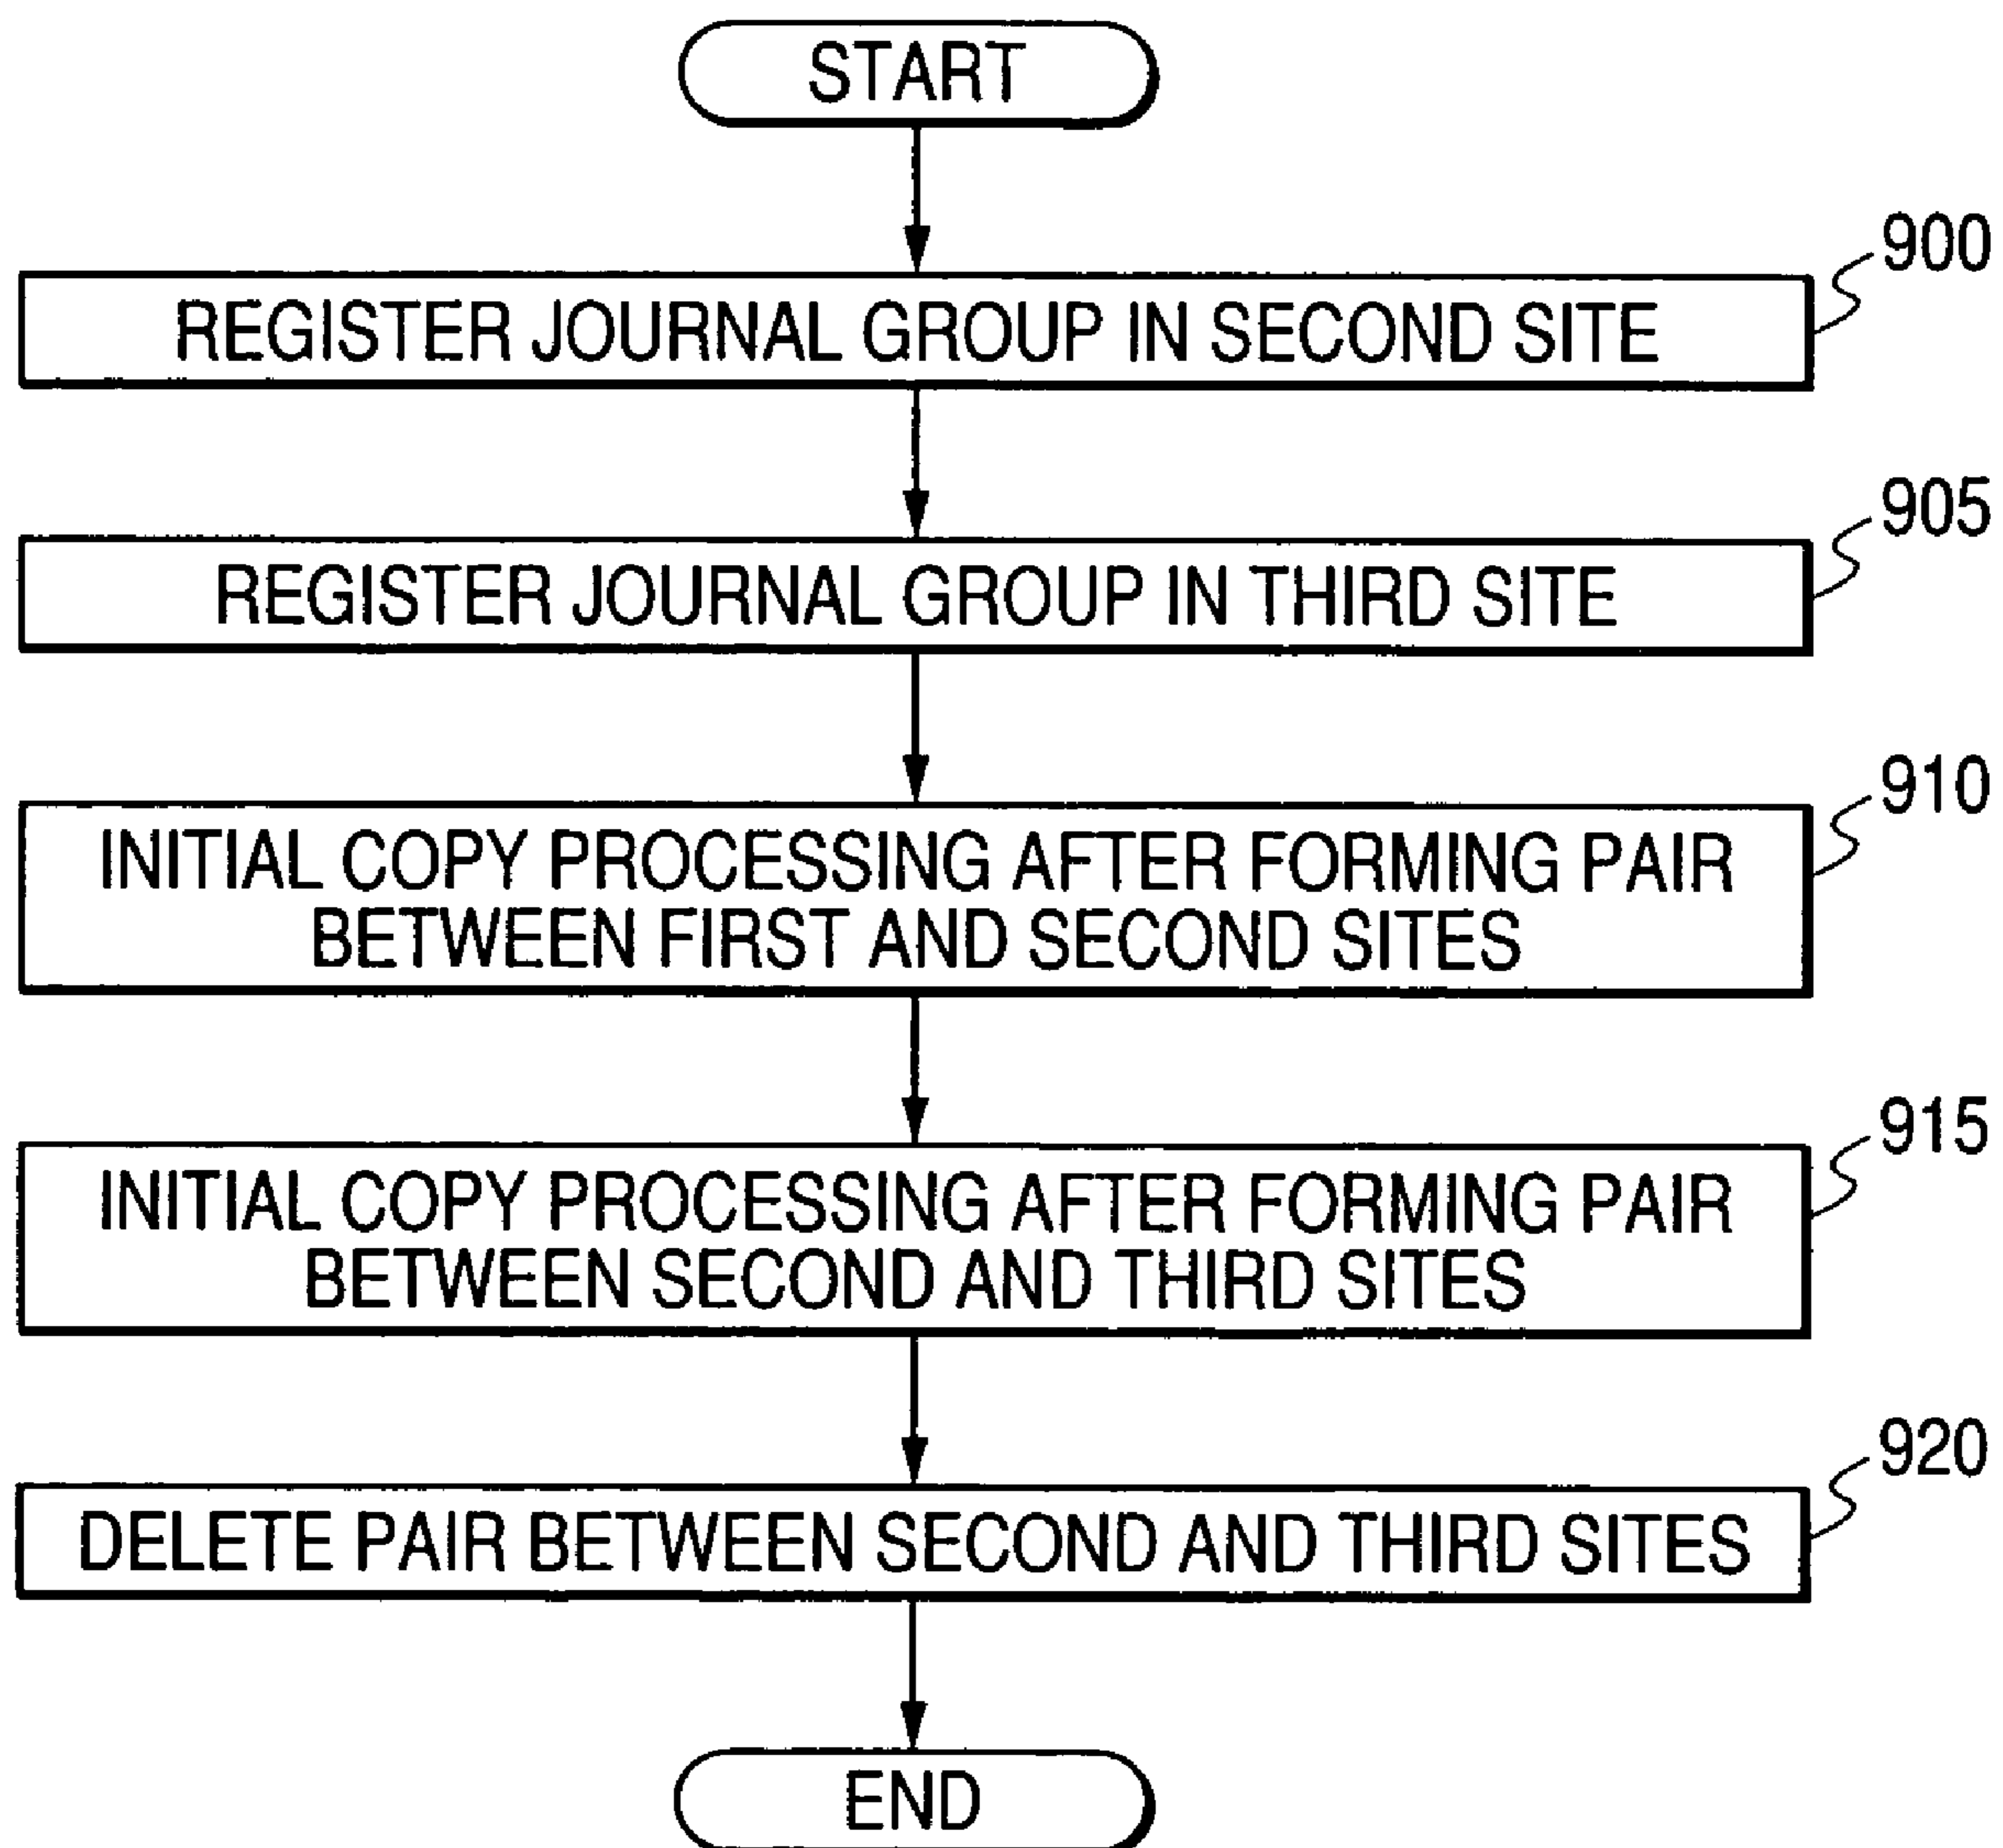 START
900
REGISTER JOURNAL GROUP IN SECOND SITE
905
REGISTER JOURNAL GROUP IN THIRD SITE
910
INITIAL COPY PROCESSING AFTER FORMING PAIR
BETWEEN FIRST AND SECOND SITES
915
INITIAL COPY PROCESSING AFTER FORMING PAIR
BETWEEN SECOND AND THIRD SITES
920
DELETE PAIR BETWEEN SECOND AND THIRD SITES
END